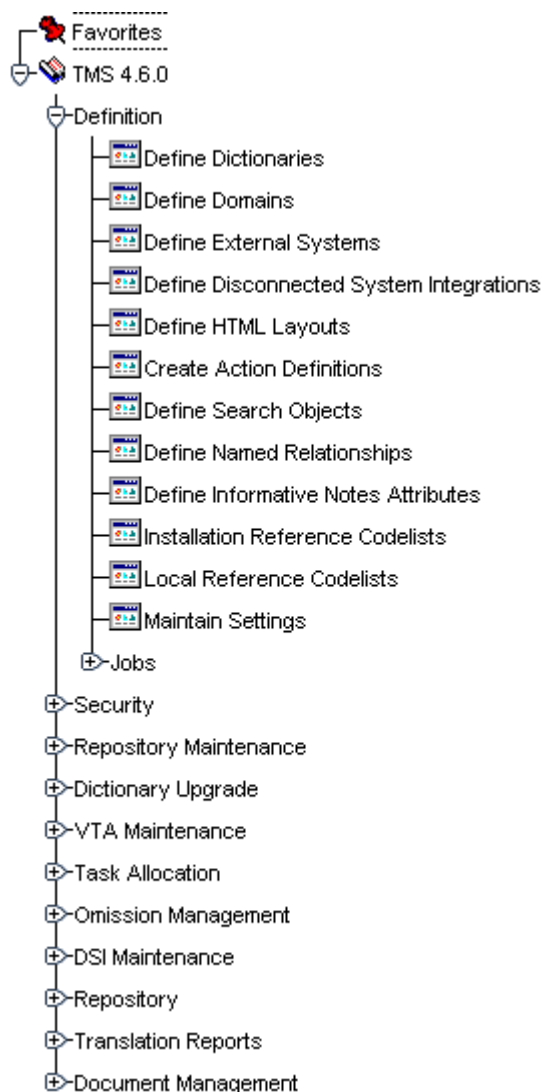 Favorites
TMS 4.6.0
Definition
Define Dictionaries
Define Domains
Define External Systems
Define Disconnected System Integrations
Define HTML Layouts
Create Action Definitions
Define Search Objects
Define Named Relationships
Define Informative Notes Attributes
Installation Reference Codelists
Local Reference Codelists
Maintain Settings
Jobs
Security
Repository Maintenance
Dictionary Upgrade
VTA Maintenance
Task Allocation
Omission Management
DSI Maintenance
Repository
Translation Reports
Document Management